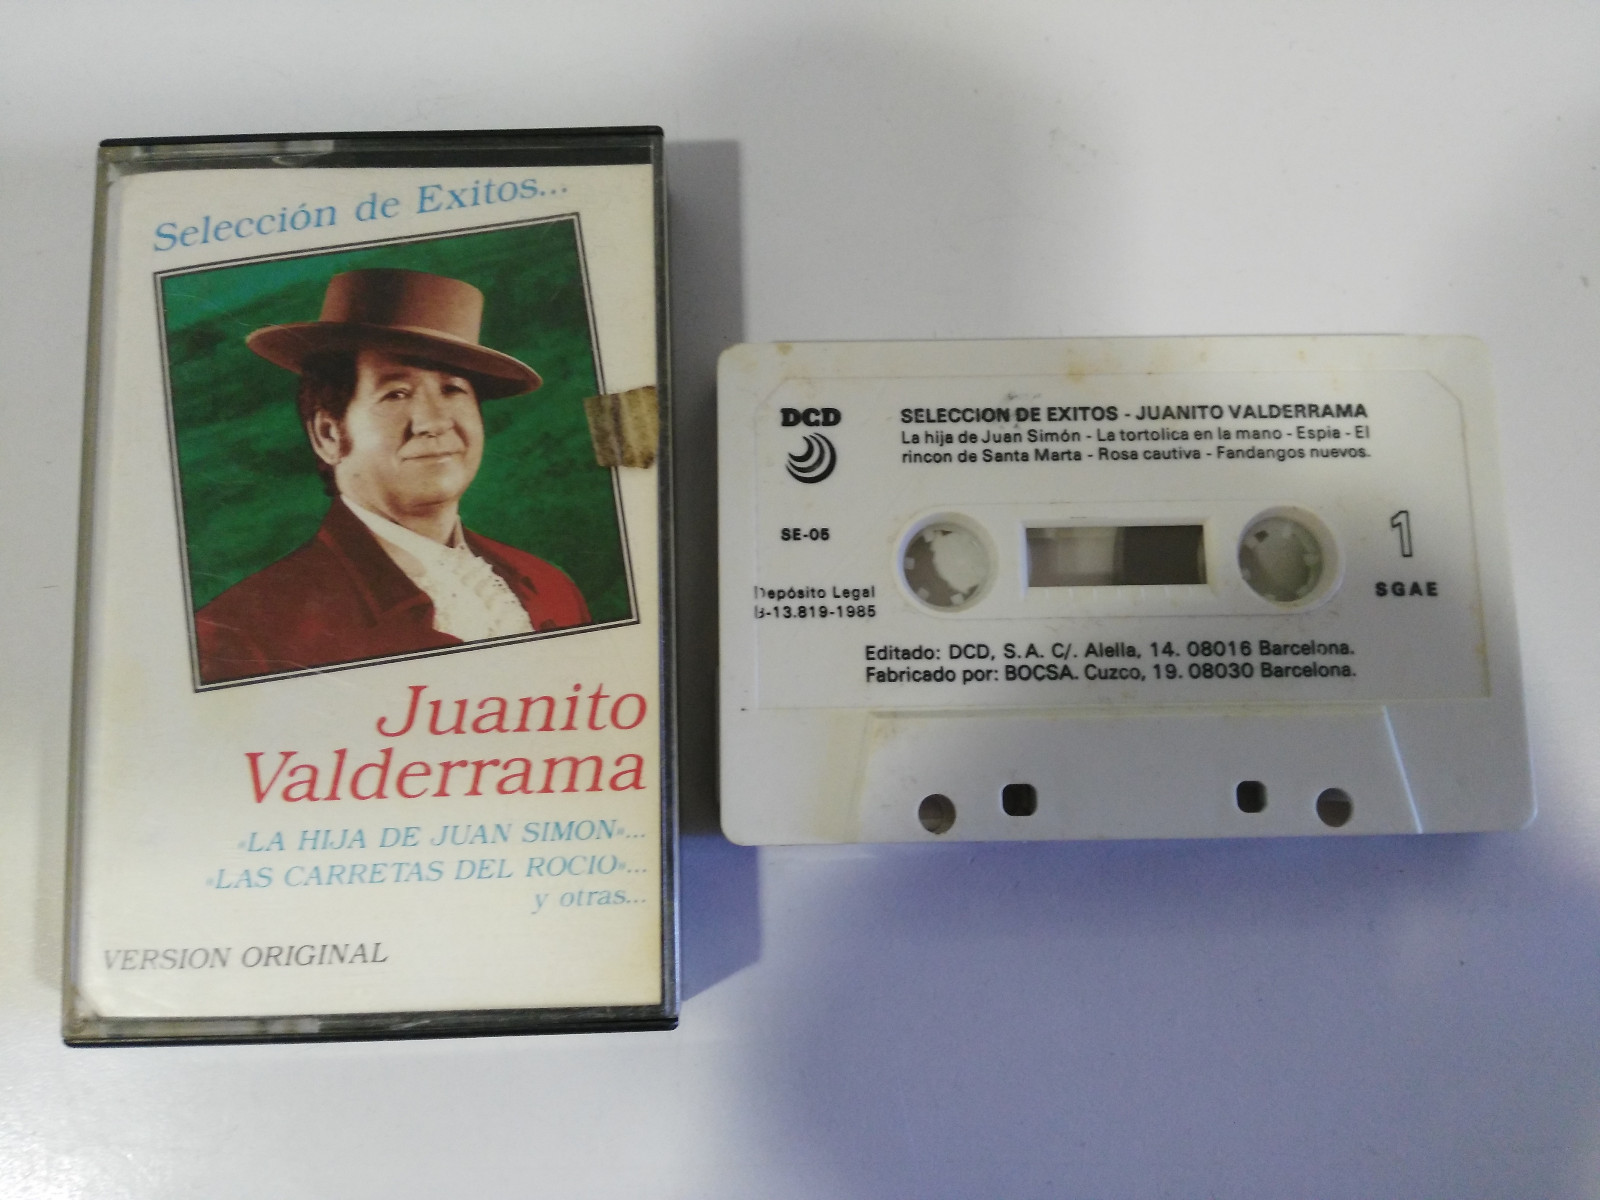 Selección de Exitos...
Juanito
Valderrama
«LA HIJA DE JUAN SIMON»...
«LAS CARRETAS DEL ROCIO»...
y otras...
VERSION ORIGINAL
DCD
SELECCION DE EXITOS - JUANITO VALDERRAMA
La hija de Juan Simón - La tortolica en la mano - Espia - El
rincon de Santa Marta - Rosa cautiva - Fandangos nuevos.
SE-05
1
SGAE
Depósito Legal
B-13.819-1985
Editado: DCD, S.A. C/. Alella, 14. 08016 Barcelona.
Fabricado por: BOCSA. Cuzco, 19. 08030 Barcelona.